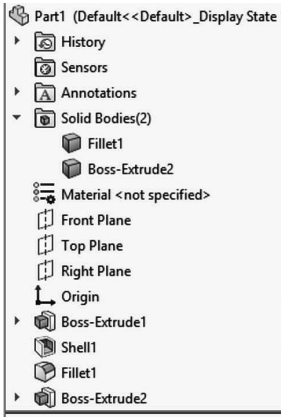 Part1 (Default<<Default>_Display State
History
Sensors
Annotations
Solid Bodies(2)
Fillet1
Boss-Extrude2
Material <not specified>
Front Plane
Top Plane
Right Plane
Origin
Boss-Extrude1
Shell1
Fillet1
Boss-Extrude2